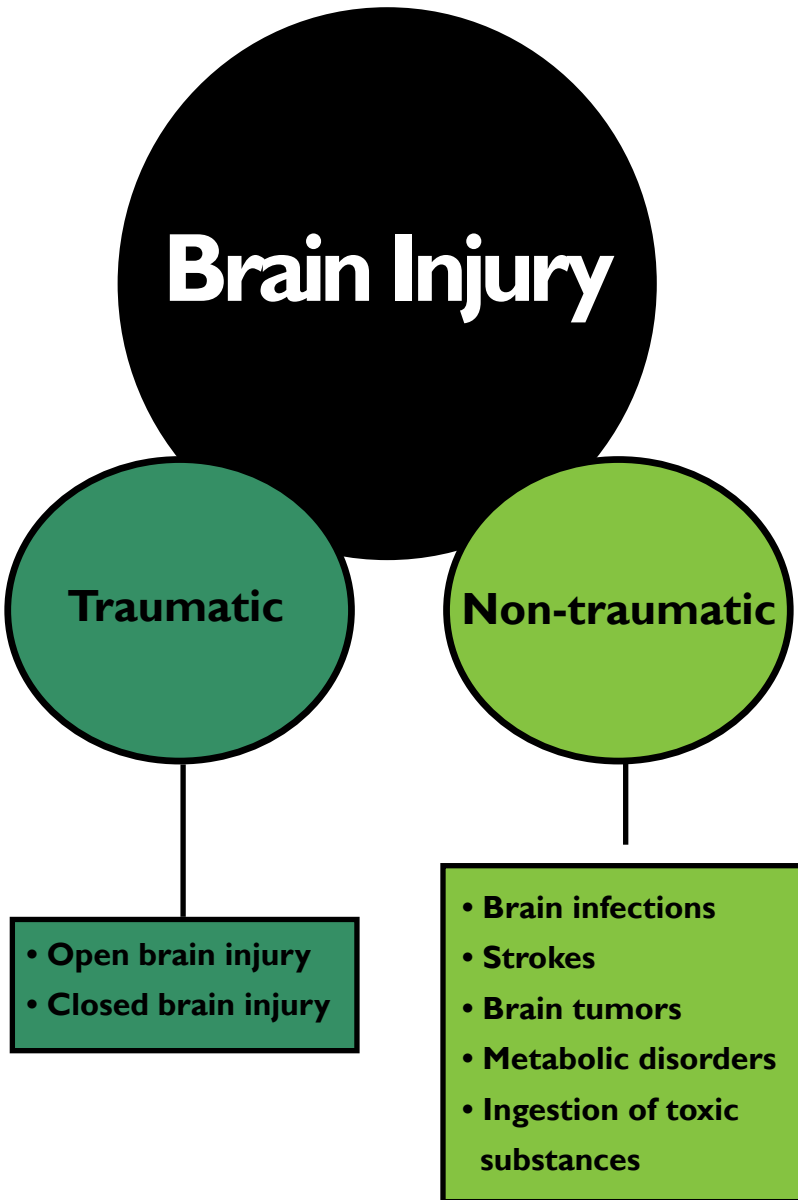 Brain Injury
Traumatic
Non-traumatic
• Open brain injury
• Closed brain injury
• Brain infections
• Strokes
• Brain tumors
• Metabolic disorders
• Ingestion of toxic
substances